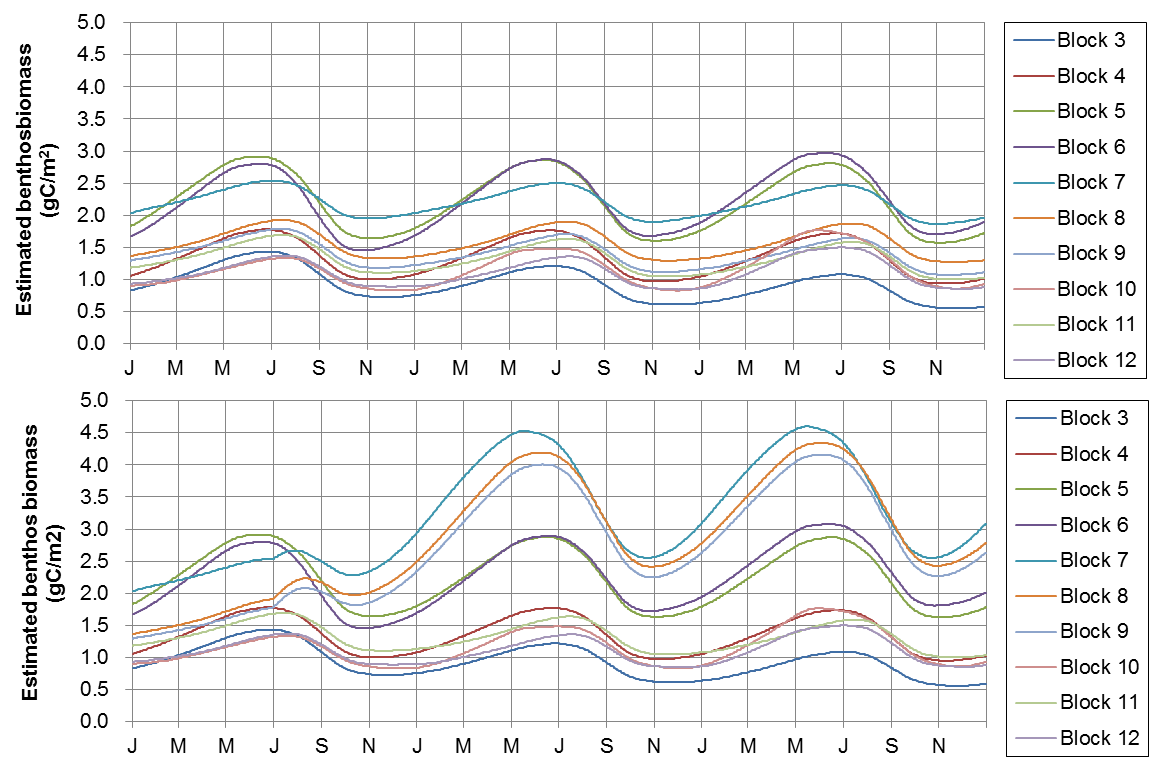 Estimated benthosbiomass
(gC/m²)
5.0
4.5
4.0
3.5
3.0
2.5
2.0
1.5
1.0
0.5
0.0
J M M J S N J M M J S N J M M J S N
Block 3
Block 4
Block 5
Block 6
Block 7
Block 8
Block 9
Block 10
Block 11
Block 12
Estimated benthos biomass
(gC/m2)
5.0
4.5
4.0
3.5
3.0
2.5
2.0
1.5
1.0
0.5
0.0
J M M J S N J M M J S N J M M J S N
Block 3
Block 4
Block 5
Block 6
Block 7
Block 8
Block 9
Block 10
Block 11
Block 12